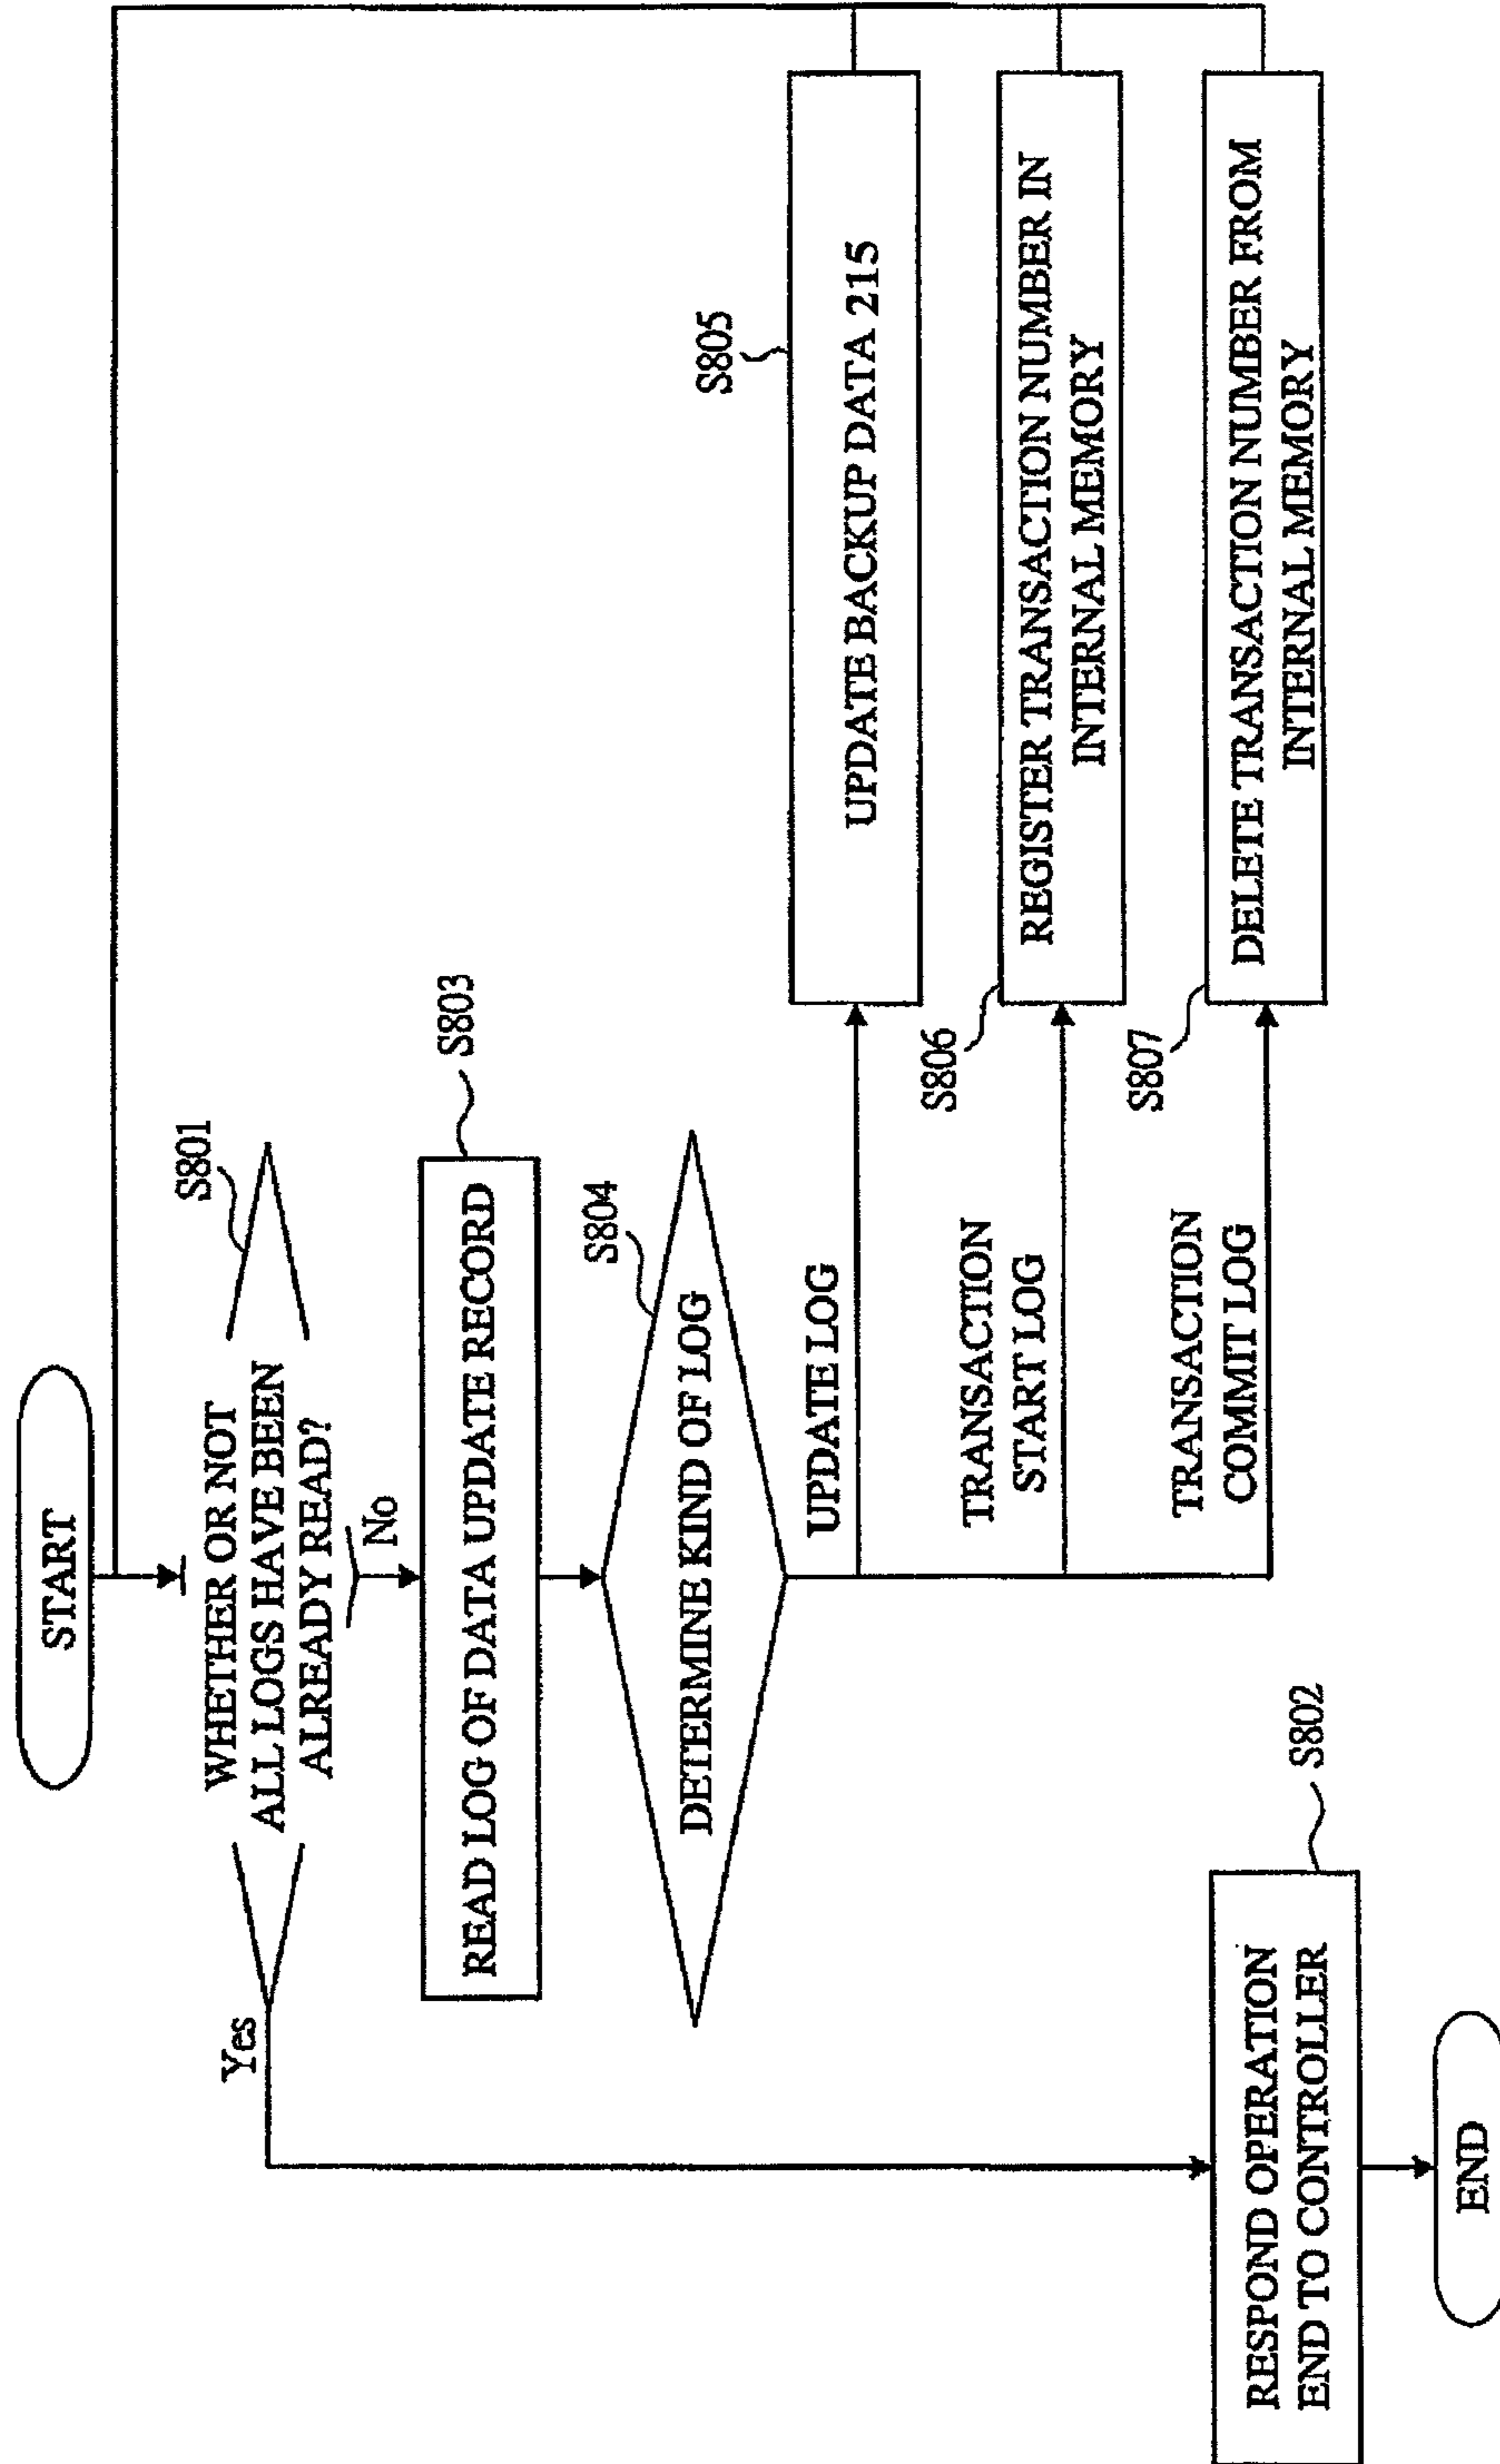 START
S801
WHETHER OR NOT
ALL LOGS HAVE BEEN
ALREADY READ?
Yes
No
S803
READ LOG OF DATA UPDATE RECORD
S804
DETERMINE KIND OF LOG
UPDATE LOG
S805
UPDATE BACKUP DATA 215
TRANSACTION
START LOG
S806
REGISTER TRANSACTION NUMBER IN
INTERNAL MEMORY
TRANSACTION
COMMIT LOG
S807
DELETE TRANSACTION NUMBER FROM
INTERNAL MEMORY
S802
RESPOND OPERATION
END TO CONTROLLER
END